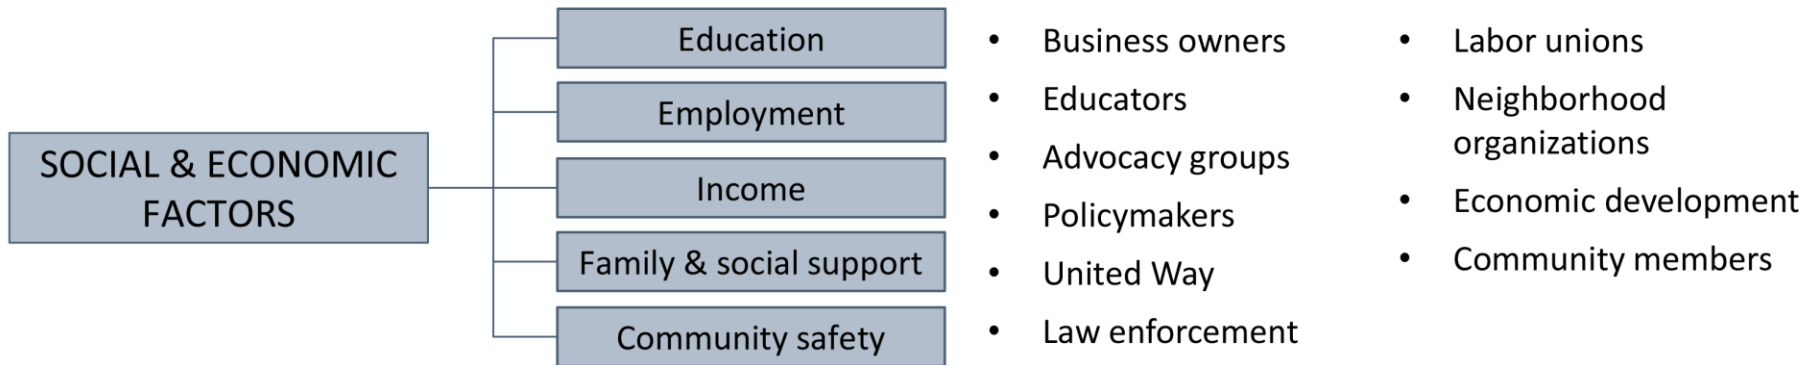 SOCIAL & ECONOMIC
FACTORS
Education
Employment
Income
Family & social support
Community safety
• Business owners
• Educators
• Advocacy groups
• Policymakers
• United Way
• Law enforcement
• Labor unions
• Neighborhood
organizations
• Economic development
• Community members